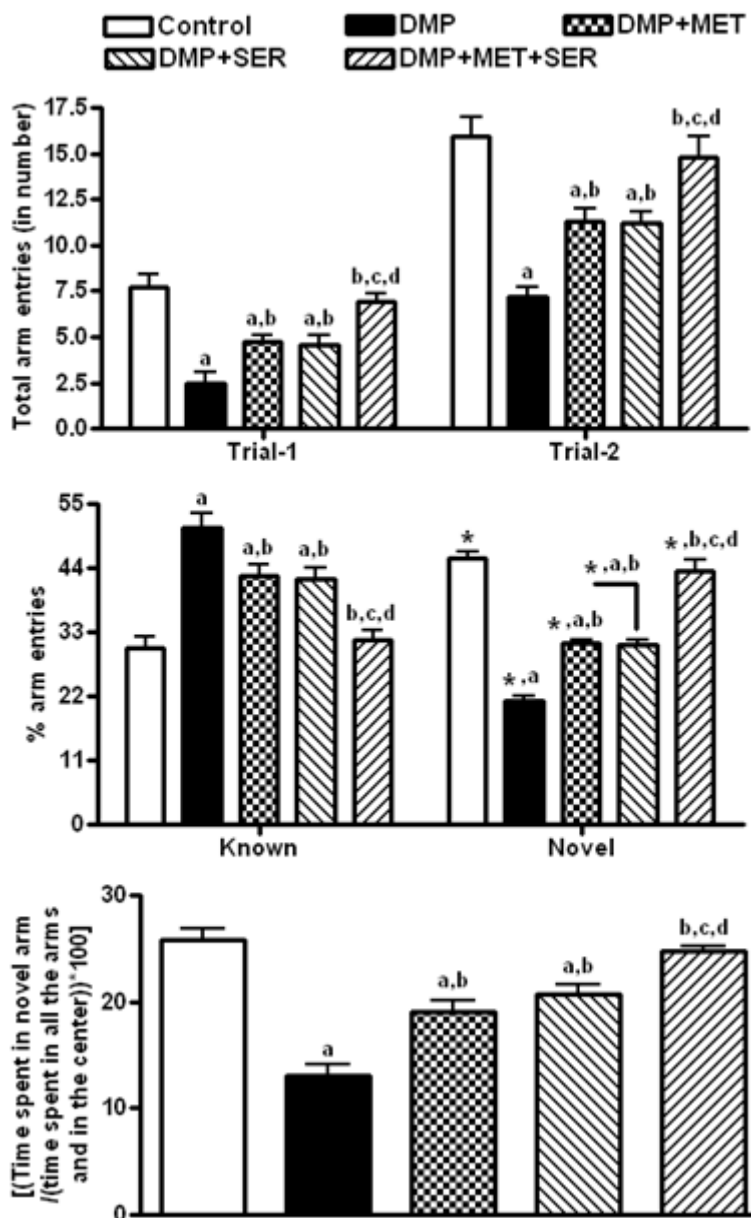 Control DMP DMP+MET
DMP+SER DMP+MET+SER
Total arm entries (in number)
17.5
15.0
12.5
10.0
7.5
5.0
2.5
0.0
a
a,b
a,b
b,c,d
a
a,b
a,b
b,c,d
Trial-1 Trial-2
% arm entries
55
44
33
22
11
0
a
a,b
a,b
b,c,d
*
*,a
*,a,b
*,a,b
*,b,c,d
Known Novel
[(Time spent in novel arm
/(time spent in all the arms
and in the center))*100]
30
20
10
0
a
a,b
a,b
b,c,d